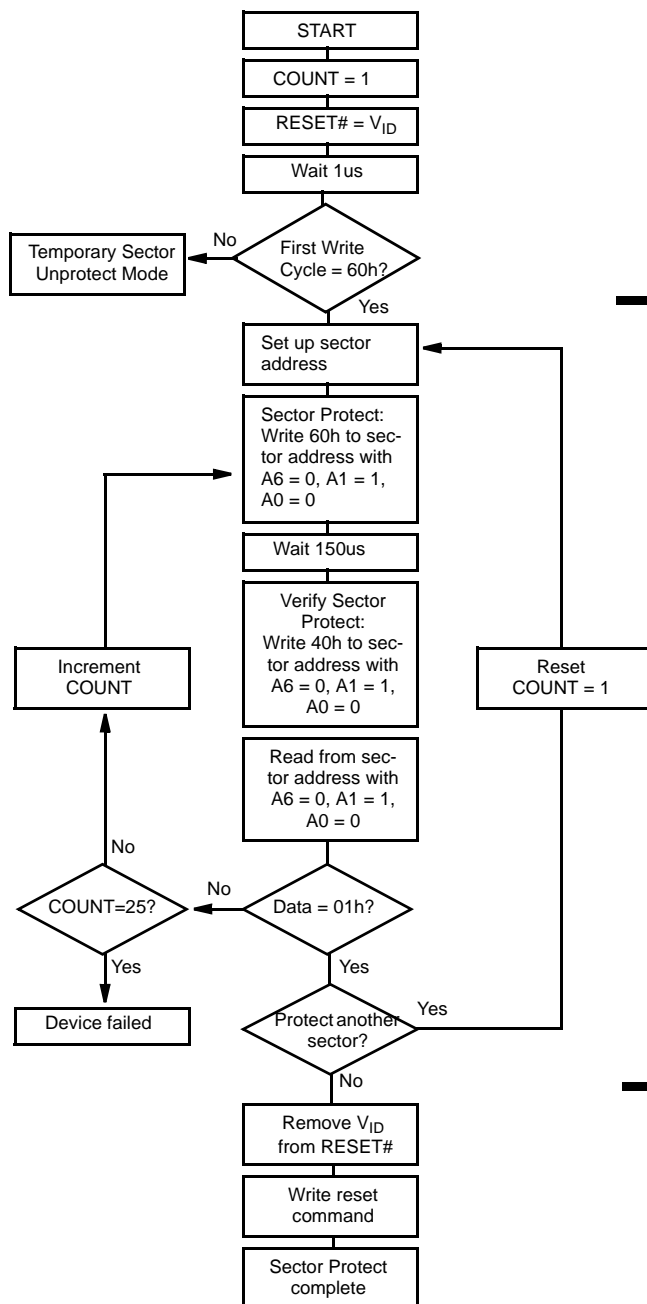 START
COUNT = 1
RESET# = VID
Wait 1us
First Write
Cycle = 60h?
No
Temporary Sector
Unprotect Mode
Yes
Set up sector
address
Sector Protect:
Write 60h to sec-
tor address with
A6 = 0, A1 = 1,
A0 = 0
Wait 150us
Verify Sector
Protect:
Write 40h to sec-
tor address with
A6 = 0, A1 = 1,
A0 = 0
Increment
COUNT
Reset
COUNT = 1
Read from sec-
tor address with
A6 = 0, A1 = 1,
A0 = 0
No
COUNT=25?
No
Data = 01h?
Yes
Yes
Device failed
Protect another
sector?
Yes
No
Remove VID
from RESET#
Write reset
command
Sector Protect
complete